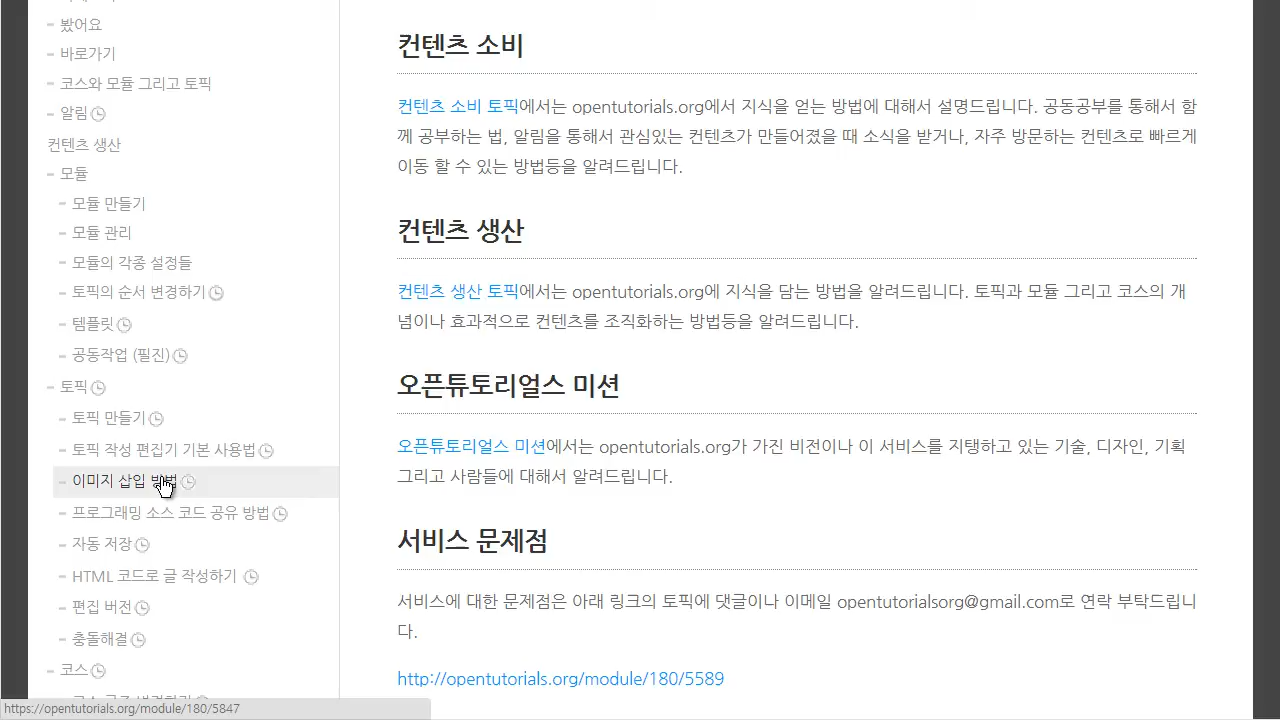 봤어요
바로가기
코스와 모듈 그리고 토픽
알림
컨텐츠 생산
모듈
모듈 만들기
모듈 관리
모듈의 각종 설정들
토픽의 순서 변경하기
템플릿
공동작업 (필진)
토픽
토픽 만들기
토픽 작성 편집기 기본 사용법
이미지 삽입 방법
프로그래밍 소스 코드 공유 방법
자동 저장
HTML 코드로 글 작성하기
편집 버전
충돌해결
코스
https://opentutorials.org/module/180/5847
컨텐츠 소비
컨텐츠 소비 토픽에서는 opentutorials.org에서 지식을 얻는 방법에 대해서 설명드립니다. 공동공부를 통해서 함
께 공부하는 법, 알림을 통해서 관심있는 컨텐츠가 만들어졌을 때 소식을 받거나, 자주 방문하는 컨텐츠로 빠르게
이동 할 수 있는 방법등을 알려드립니다.
컨텐츠 생산
컨텐츠 생산 토픽에서는 opentutorials.org에 지식을 담는 방법을 알려드립니다. 토픽과 모듈 그리고 코스의 개
념이나 효과적으로 컨텐츠를 조직화하는 방법등을 알려드립니다.
오픈튜토리얼스 미션
오픈튜토리얼스 미션에서는 opentutorials.org가 가진 비전이나 이 서비스를 지탱하고 있는 기술, 디자인, 기획
그리고 사람들에 대해서 알려드립니다.
서비스 문제점
서비스에 대한 문제점은 아래 링크의 토픽에 댓글이나 이메일 opentutorialsorg@gmail.com로 연락 부탁드립니
다.
http://opentutorials.org/module/180/5589